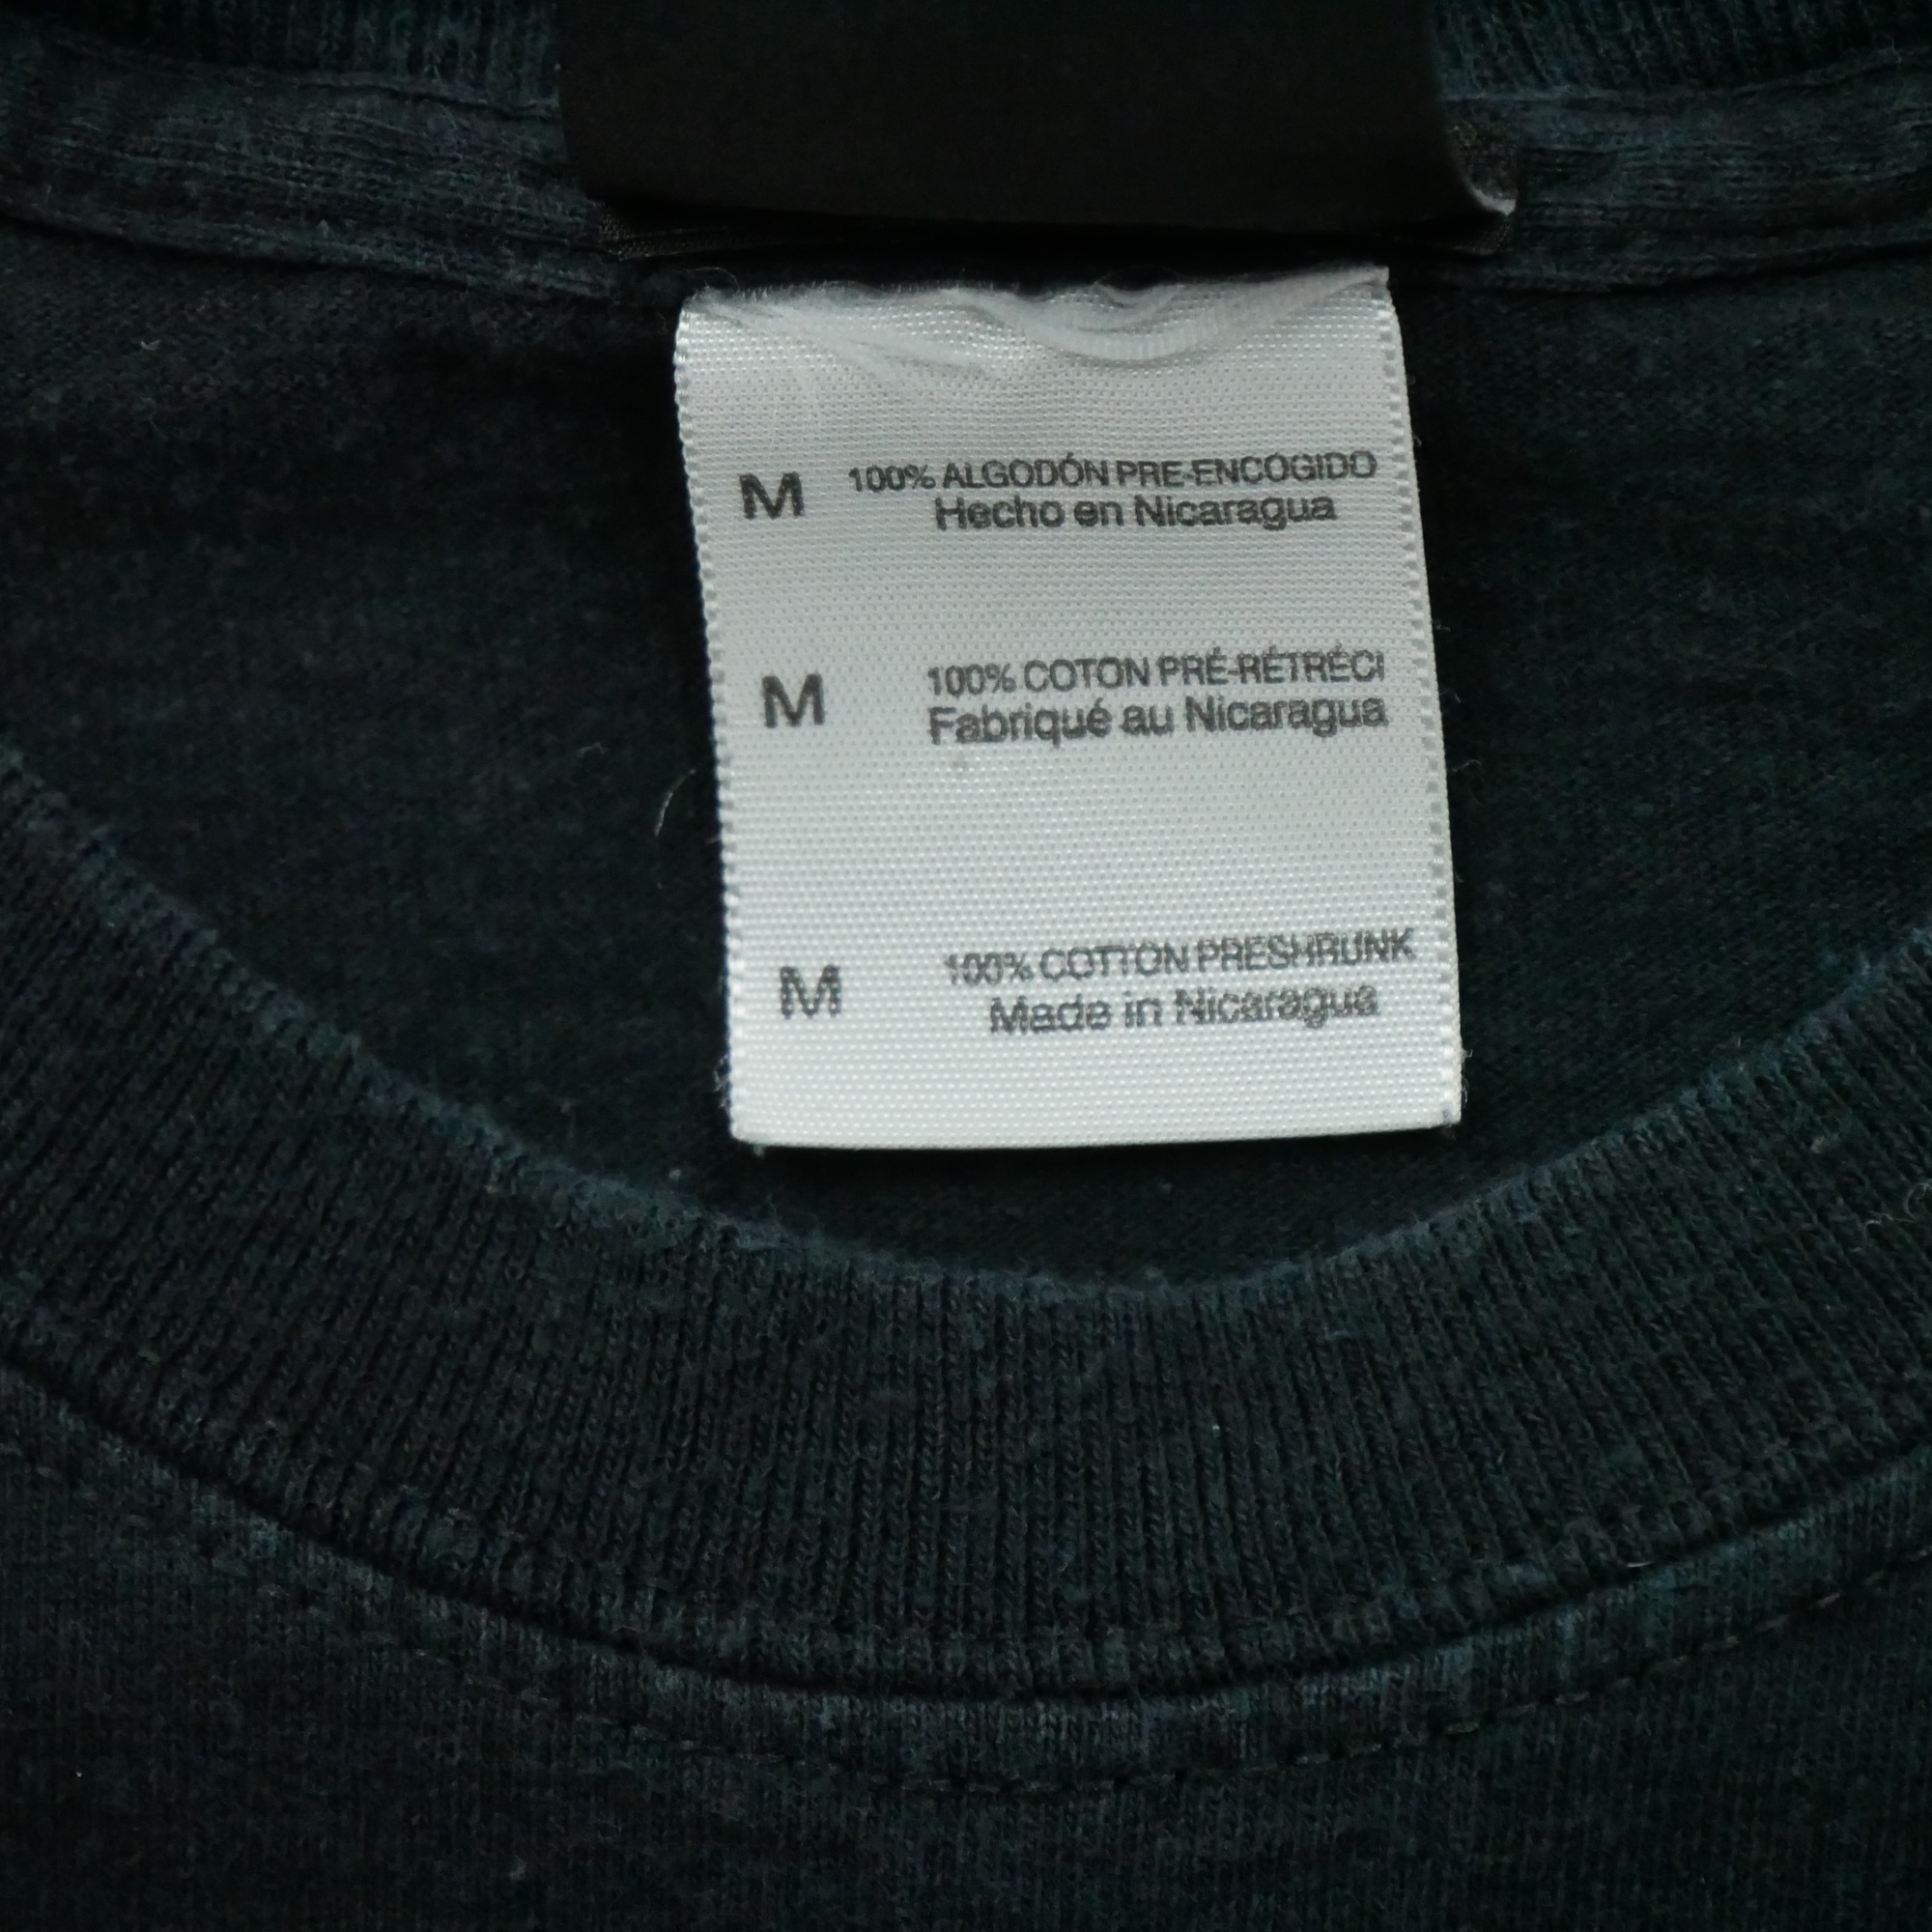 M 100% ALGODÓN PRE-ENCOGIDO
Hecho en Nicaragua
M 100% COTON PRÉ-RÉTRÉCI
Fabriqué au Nicaragua
M 100% COTTON PRESHRUNK
Made in Nicaragua